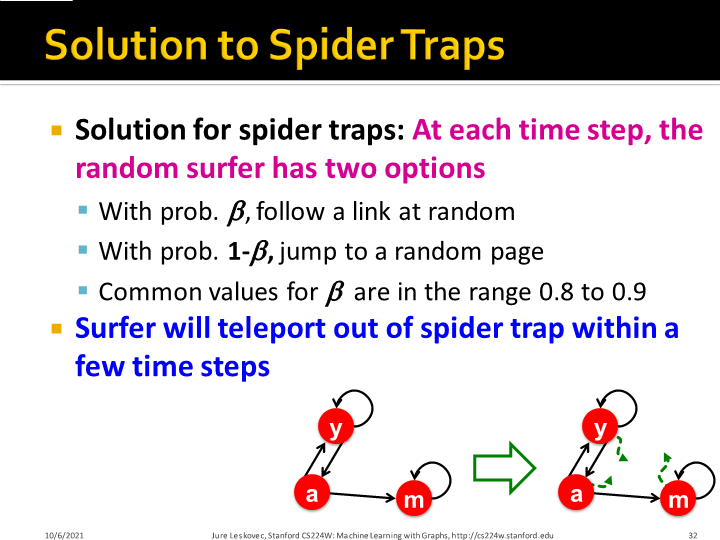 Solution to Spider Traps
Solution for spider traps: At each time step, the
random surfer has two options
With prob. β, follow a link at random
With prob. 1-β, jump to a random page
Common values for β are in the range 0.8 to 0.9
Surfer will teleport out of spider trap within a
few time steps
y
a
m
y
a
m
10/6/2021
Jure Leskovec, Stanford CS224W: Machine Learning with Graphs, http://cs224w.stanford.edu
32